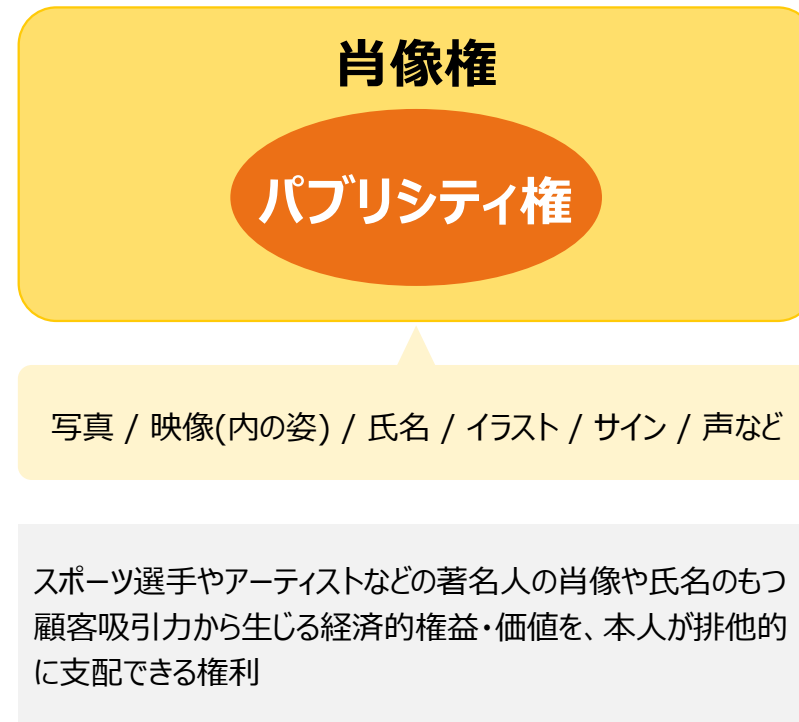 肖像権
パブリシティ権
写真 / 映像(内の姿) / 氏名 / イラスト / サイン / 声など
スポーツ選手やアーティストなどの著名人の肖像や氏名のもつ
顧客吸引力から生じる経済的権益・価値を、本人が排他的
に支配できる権利